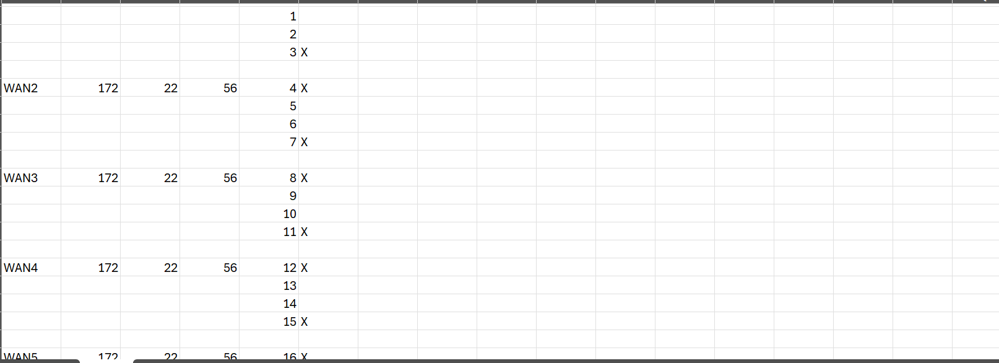 1
2
3 X
WAN2 172 22 56 4 X
5
6
7 X
WAN3 172 22 56 8 X
9
10
11 X
WAN4 172 22 56 12 X
13
14
15 X
WAN5 172 22 56 16 X